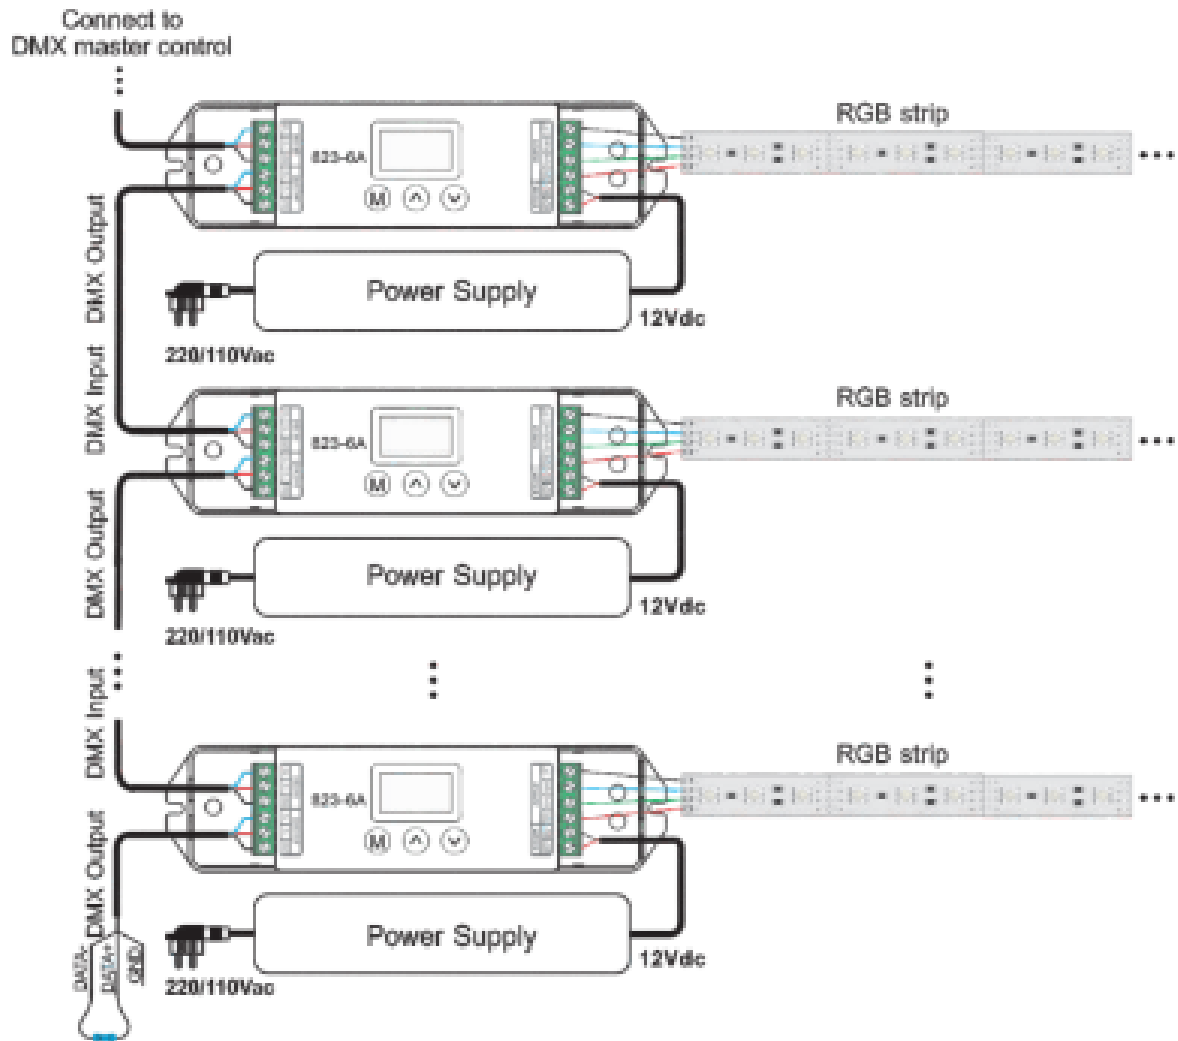 Connect to
DMX master control
RGB strip
823-6A
M
DMX Output
Power Supply
12Vdc
220/110Vac
DMX Input
RGB strip
823-6A
M
DMX Output
Power Supply
12Vdc
220/110Vac
DMX Input
RGB strip
823-6A
M
DMX Output
Power Supply
12Vdc
220/110Vac
DATA-
DATA+
GND